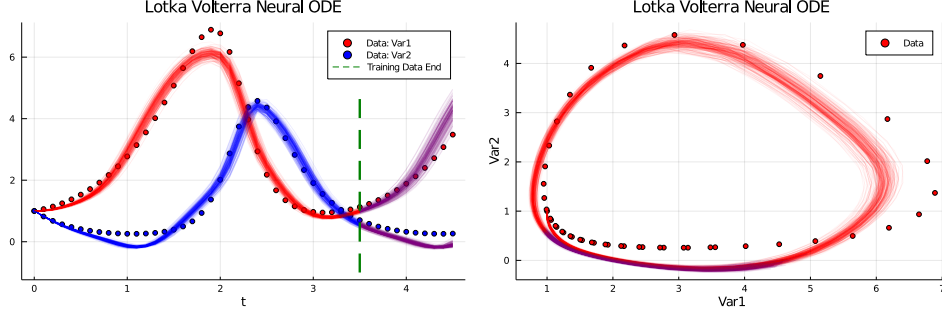 Lotka Volterra Neural ODE
Data: Var1
Data: Var2
Training Data End
6
4
2
0
0
1
2
3
4
t
Lotka Volterra Neural ODE
Data
Var2
4
3
2
1
0
1
2
3
4
5
6
7
Var1